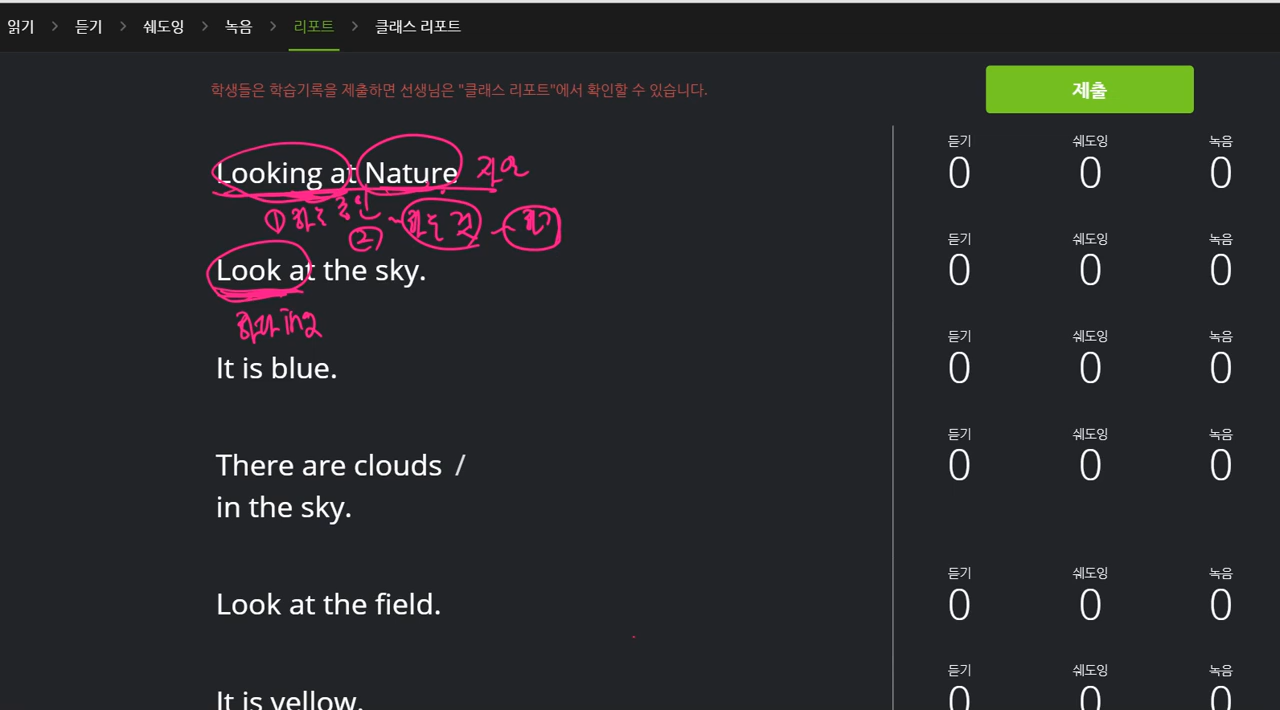 읽기 > 듣기 > 쉐도잉 > 녹음 > 리포트 > 클래스 리포트
학생들은 학습기록을 제출하면 선생님은 "클래스 리포트"에서 확인할 수 있습니다.
제출
듣기 쉐도잉 녹음
Looking at Nature 자연
0 0 0
① 하는 중인
② ~하는 것 ~하기
듣기 쉐도잉 녹음
Look at the sky.
0 0 0
ing
듣기 쉐도잉 녹음
It is blue.
0 0 0
듣기 쉐도잉 녹음
There are clouds /
0 0 0
in the sky.
듣기 쉐도잉 녹음
Look at the field.
0 0 0
듣기 쉐도잉 녹음
It is yellow.
0 0 0